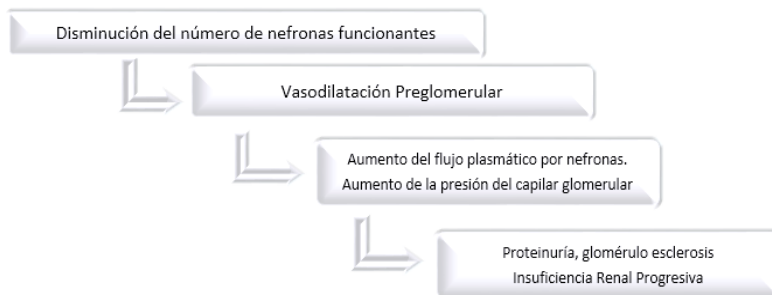 Disminución del número de nefronas funcionantes
Vasodilatación Preglomerular
Aumento del flujo plasmático por nefronas.
Aumento de la presión del capilar glomerular
Proteinuría, glomérulo esclerosis
Insuficiencia Renal Progresiva